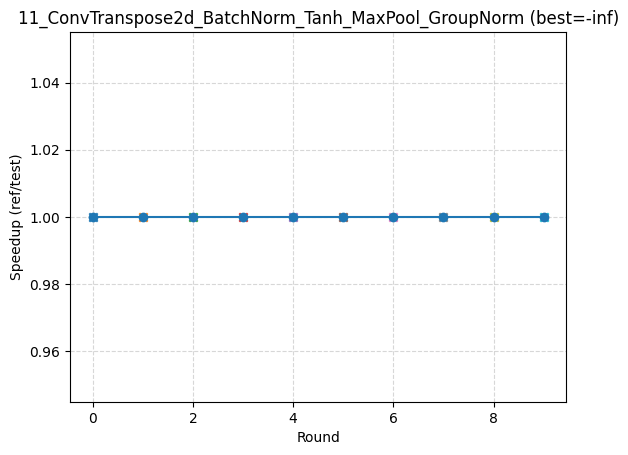 11_ConvTranspose2d_BatchNorm_Tanh_MaxPool_GroupNorm (best=-inf)
1.04
1.02
1.00
0.98
0.96
Speedup (ref/test)
0 2 4 6 8
Round